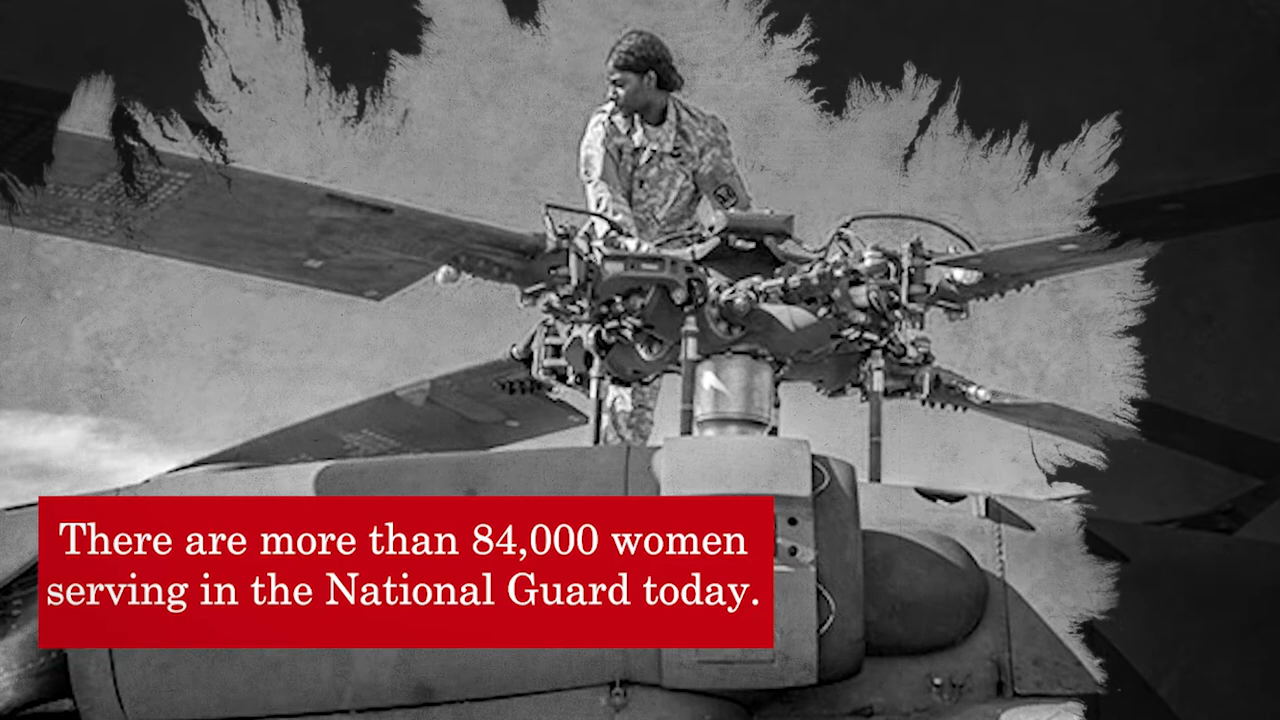 There are more than 84,000 women
serving in the National Guard today.